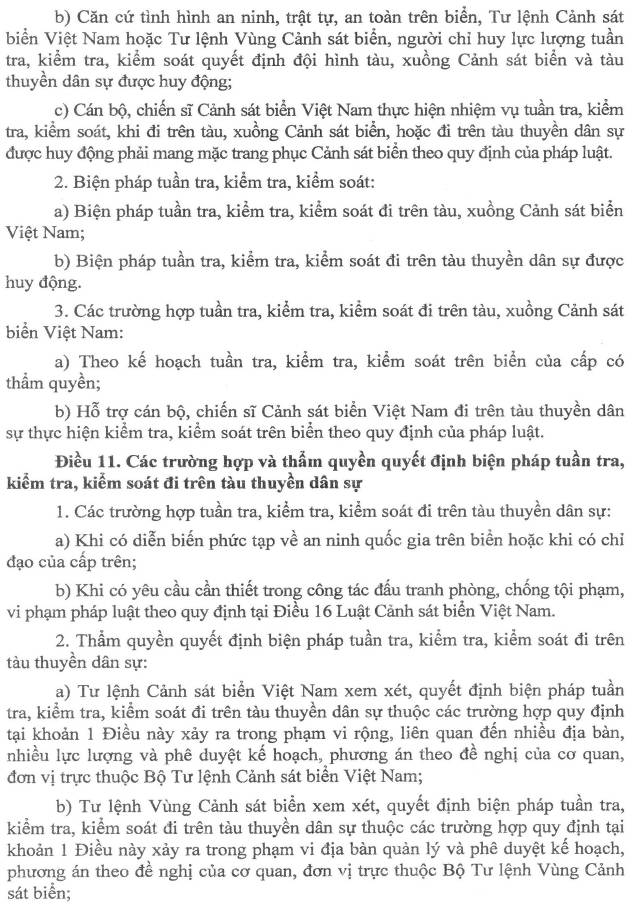 b) Căn cứ tình hình an ninh, trật tự, an toàn trên biển, Tư lệnh Cảnh sát
biển Việt Nam hoặc Tư lệnh Vùng Cảnh sát biển, người chỉ huy lực lượng tuần
tra, kiểm tra, kiểm soát quyết định đội hình tàu, xuồng Cảnh sát biển và tàu
thuyền dân sự được huy động;
c) Cán bộ, chiến sĩ Cảnh sát biển Việt Nam thực hiện nhiệm vụ tuần tra, kiểm
tra, kiểm soát, khi đi trên tàu, xuồng Cảnh sát biển, hoặc đi trên tàu thuyền dân sự
được huy động phải mang mặc trang phục Cảnh sát biển theo quy định của pháp luật.
2. Biện pháp tuần tra, kiểm tra, kiểm soát:
a) Biện pháp tuần tra, kiểm tra, kiểm soát đi trên tàu, xuồng Cảnh sát biển
Việt Nam;
b) Biện pháp tuần tra, kiểm tra, kiểm soát đi trên tàu thuyền dân sự được
huy động.
3. Các trường hợp tuần tra, kiểm tra, kiểm soát đi trên tàu, xuồng Cảnh sát
biển Việt Nam:
a) Theo kế hoạch tuần tra, kiểm tra, kiểm soát trên biển của cấp có
thẩm quyền;
b) Hỗ trợ cán bộ, chiến sĩ Cảnh sát biển Việt Nam đi trên tàu thuyền dân
sự thực hiện kiểm tra, kiểm soát trên biển theo quy định của pháp luật.
Điều 11. Các trường hợp và thẩm quyền quyết định biện pháp tuần tra,
kiểm tra, kiểm soát đi trên tàu thuyền dân sự
1. Các trường hợp tuần tra, kiểm tra, kiểm soát đi trên tàu thuyền dân sự:
a) Khi có diễn biến phức tạp về an ninh quốc gia trên biển hoặc khi có chỉ
đạo của cấp trên;
b) Khi có yêu cầu cần thiết trong công tác đấu tranh phòng, chống tội phạm,
vi phạm pháp luật theo quy định tại Điều 16 Luật Cảnh sát biển Việt Nam.
2. Thẩm quyền quyết định biện pháp tuần tra, kiểm tra, kiểm soát đi trên
tàu thuyền dân sự:
a) Tư lệnh Cảnh sát biển Việt Nam xem xét, quyết định biện pháp tuần
tra, kiểm tra, kiểm soát đi trên tàu thuyền dân sự thuộc các trường hợp quy định
tại khoản 1 Điều này xảy ra trong phạm vi rộng, liên quan đến nhiều địa bàn,
nhiều lực lượng và phê duyệt kế hoạch, phương án theo đề nghị của cơ quan,
đơn vị trực thuộc Bộ Tư lệnh Cảnh sát biển Việt Nam;
b) Tư lệnh Vùng Cảnh sát biển xem xét, quyết định biện pháp tuần tra,
kiểm tra, kiểm soát đi trên tàu thuyền dân sự thuộc các trường hợp quy định tại
khoản 1 Điều này xảy ra trong phạm vi địa bàn quản lý và phê duyệt kế hoạch,
phương án theo đề nghị của cơ quan, đơn vị trực thuộc Bộ Tư lệnh Vùng Cảnh
sát biển;